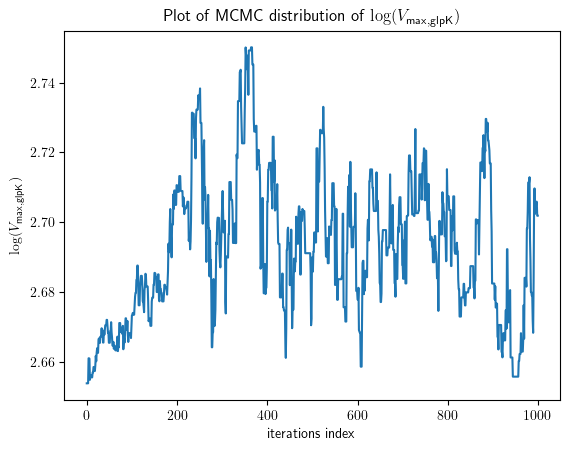 Plot of MCMC distribution of log(V_max,glpK)
log(V_max,glpK)
2.74
2.72
2.70
2.68
2.66
0 200 400 600 800 1000
iterations index